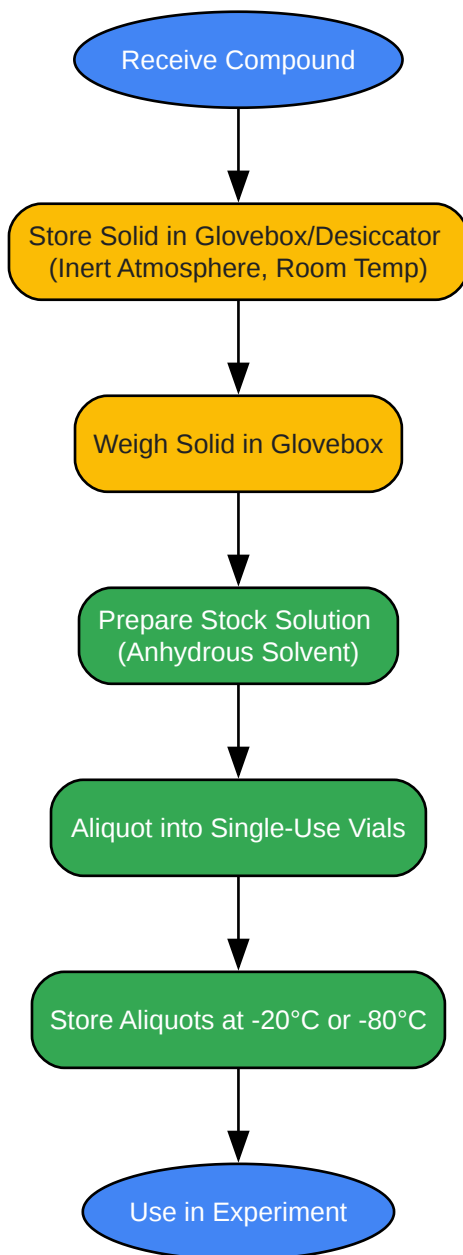 Receive Compound
Store Solid in Glovebox/Desiccator
(Inert Atmosphere, Room Temp)
Weigh Solid in Glovebox
Prepare Stock Solution
(Anhydrous Solvent)
Aliquot into Single-Use Vials
Store Aliquots at -20°C or -80°C
Use in Experiment